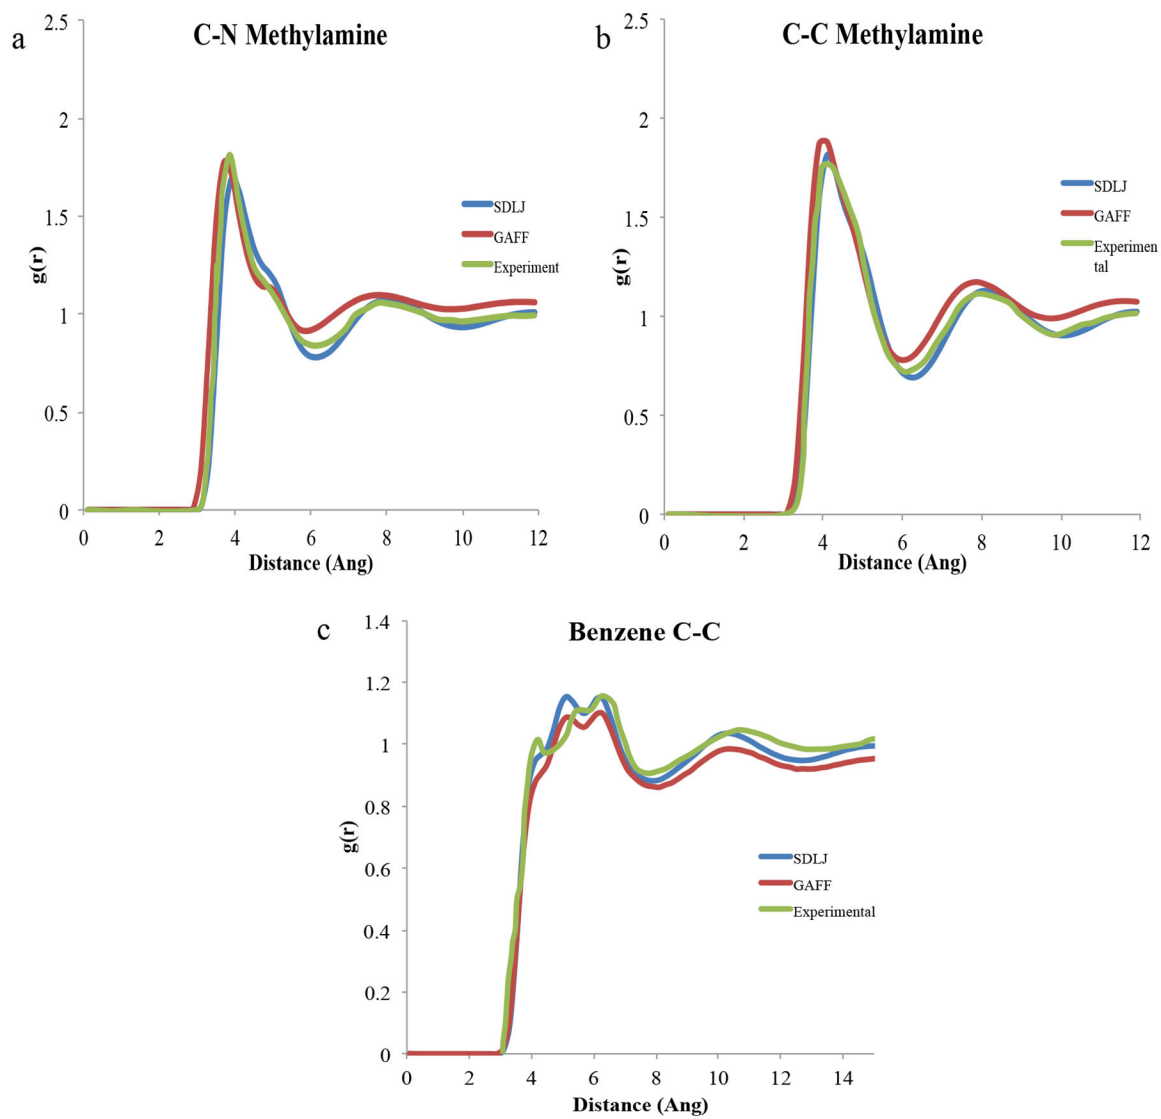 a
C-N Methylamine
2.5
2
1.5
1
0.5
0
g(r)
SDLJ
GAFF
Experiment
0 2 4 6 8 10 12
Distance (Ang)
b
C-C Methylamine
2.5
2
1.5
1
0.5
0
g(r)
SDLJ
GAFF
Experimen
tal
0 2 4 6 8 10 12
Distance (Ang)
c
Benzene C-C
1.4
1.2
1
0.8
0.6
0.4
0.2
0
g(r)
SDLJ
GAFF
Experimental
0 2 4 6 8 10 12 14
Distance (Ang)